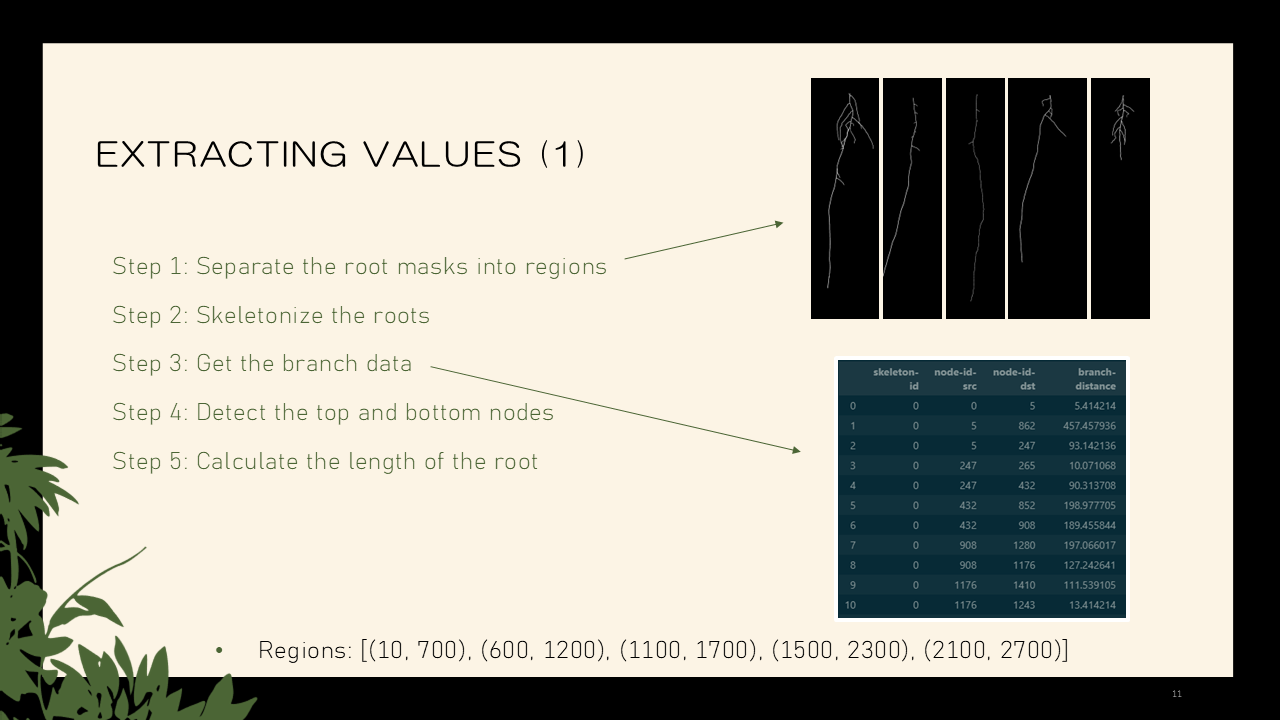 EXTRACTING VALUES (1)
Step 1: Separate the root masks into regions
Step 2: Skeletonize the roots
Step 3: Get the branch data
Step 4: Detect the top and bottom nodes
Step 5: Calculate the length of the root
skeleton-id node-id-src node-id-dst branch-distance
0 0 0 5 5.414214
1 0 5 862 457.457936
2 0 5 247 93.142136
3 0 247 265 10.071068
4 0 247 432 90.313708
5 0 432 852 198.977705
6 0 432 908 189.455844
7 0 908 1280 197.066017
8 0 908 1176 127.242641
9 0 1176 1410 111.539105
10 0 1176 1243 13.414214
• Regions: [(10, 700), (600, 1200), (1100, 1700), (1500, 2300), (2100, 2700)]
11